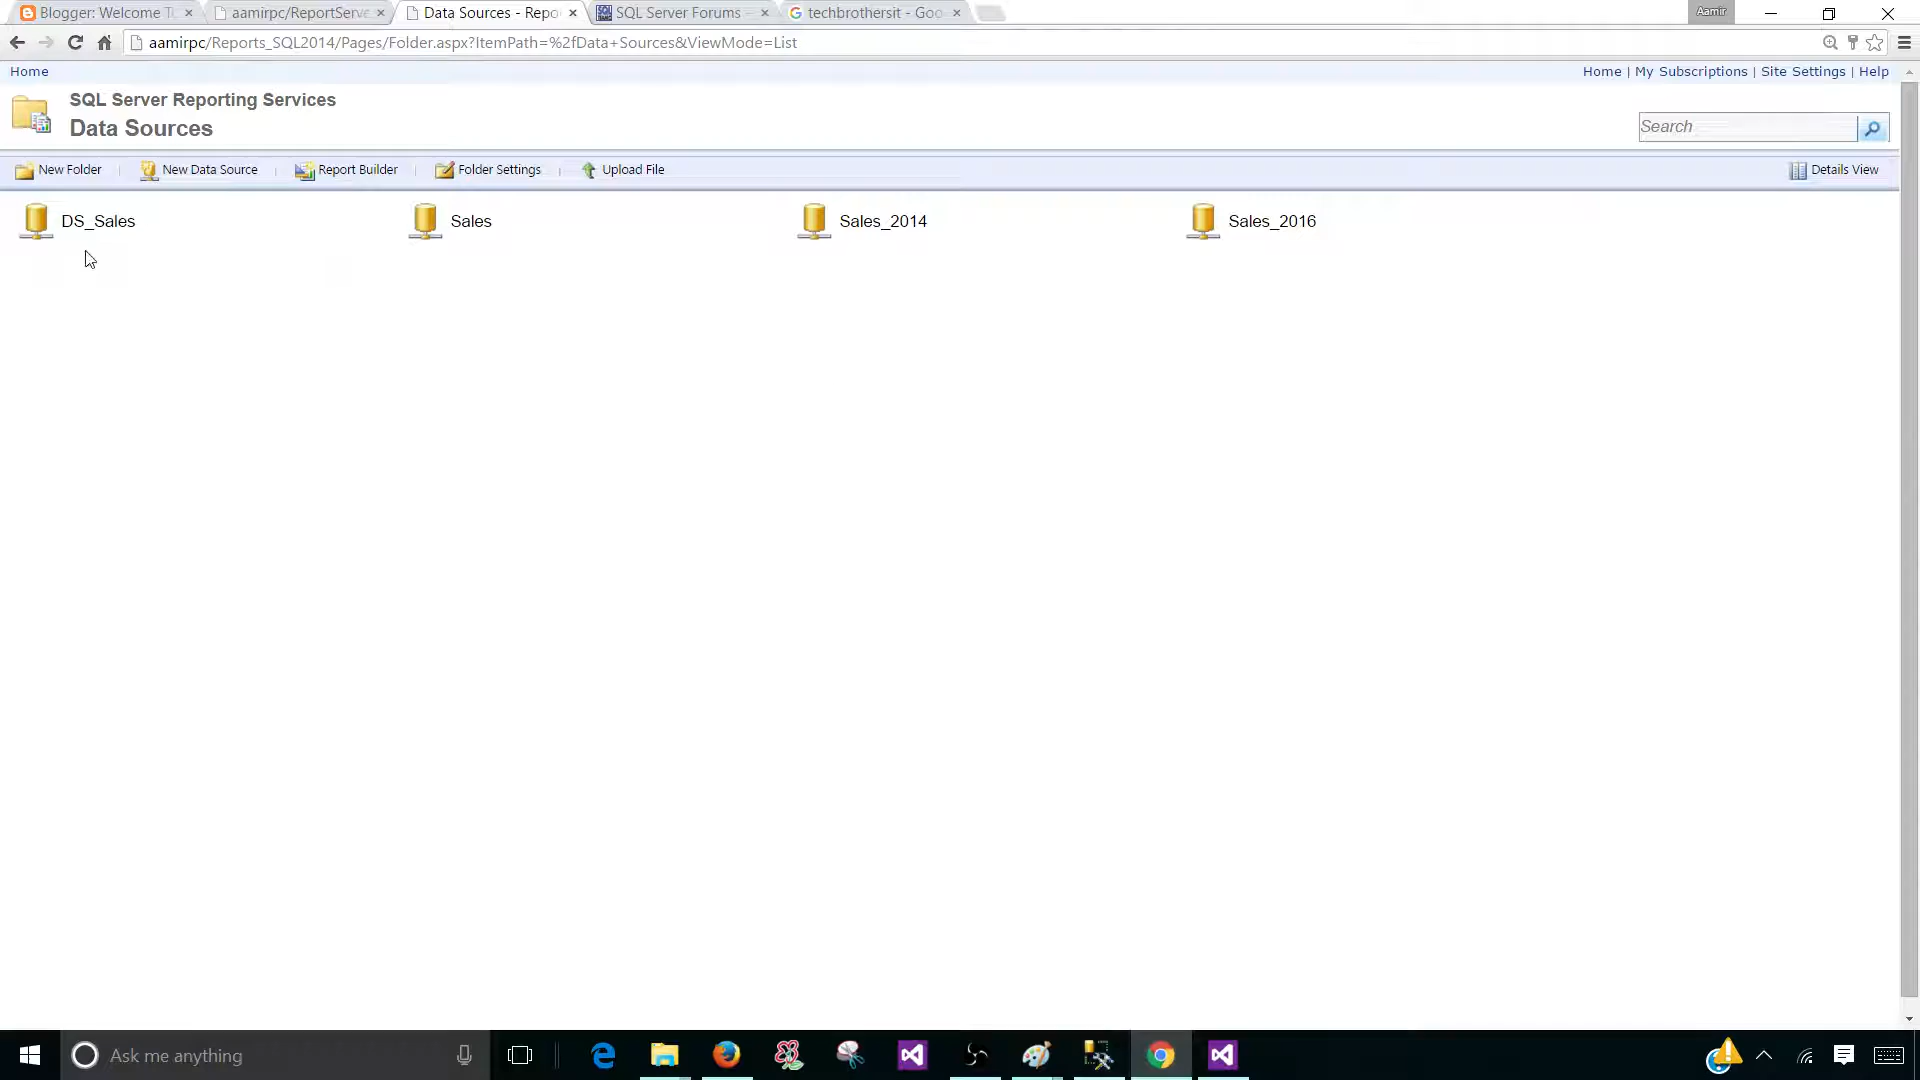 Blogger: Welcome T
aamirpc/ReportServe
Data Sources - Repo
SQL Server Forums -
techbrothersit - Goo
Aamir
aamirpc/Reports_SQL2014/Pages/Folder.aspx?ItemPath=%2fData+Sources&ViewMode=List
Home
Home | My Subscriptions | Site Settings | Help
SQL Server Reporting Services
Data Sources
Search
New Folder
New Data Source
Report Builder
Folder Settings
Upload File
Details View
DS_Sales
Sales
Sales_2014
Sales_2016
Ask me anything